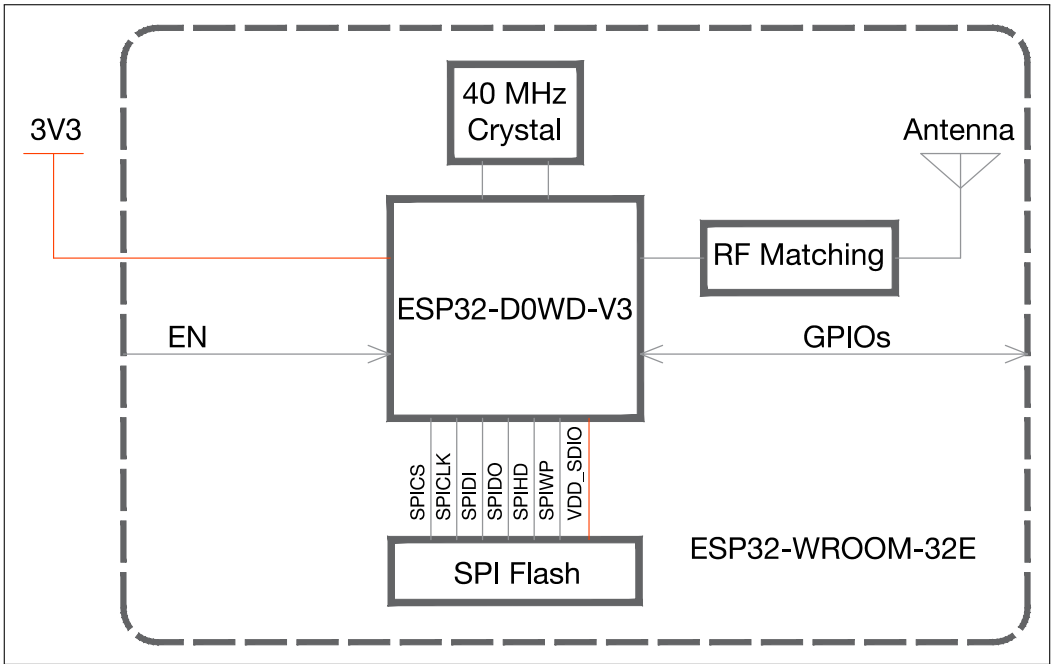 40 MHz
Crystal
3V3
Antenna
RF Matching
ESP32-D0WD-V3
EN
GPIOs
SPICS
SPICLK
SPIDI
SPIDO
SPIHD
SPIWP
VDD_SDIO
ESP32-WROOM-32E
SPI Flash